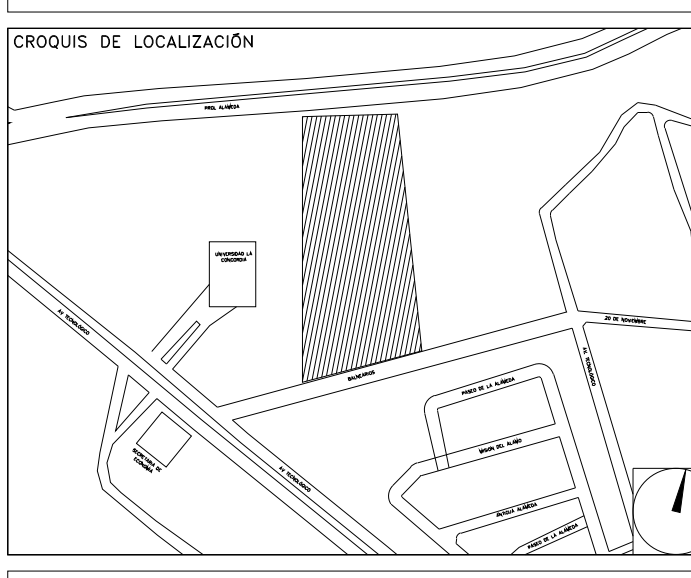 CROQUIS DE LOCALIZACIÓN
PROL ALAMEDA
UNIVERSIDAD LA
CONCORDIA
AV TECNOLOGICO
20 DE NOVIEMBRE
BALNEARIOS
AV TECNOLOGICO
PASEO DE LA ALAMEDA
MISION DEL ALAMO
SECRETARIA DE
ECONOMIA
AV TECNOLOGICO
ANTIGUA ALAMEDA
PASEO DE LA ALAMEDA